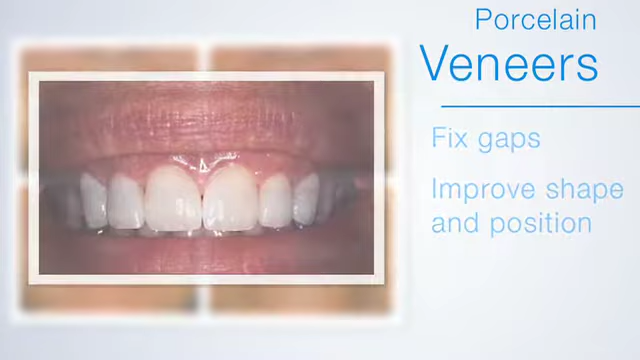 Porcelain
Veneers
Fix gaps
Improve shape
and position